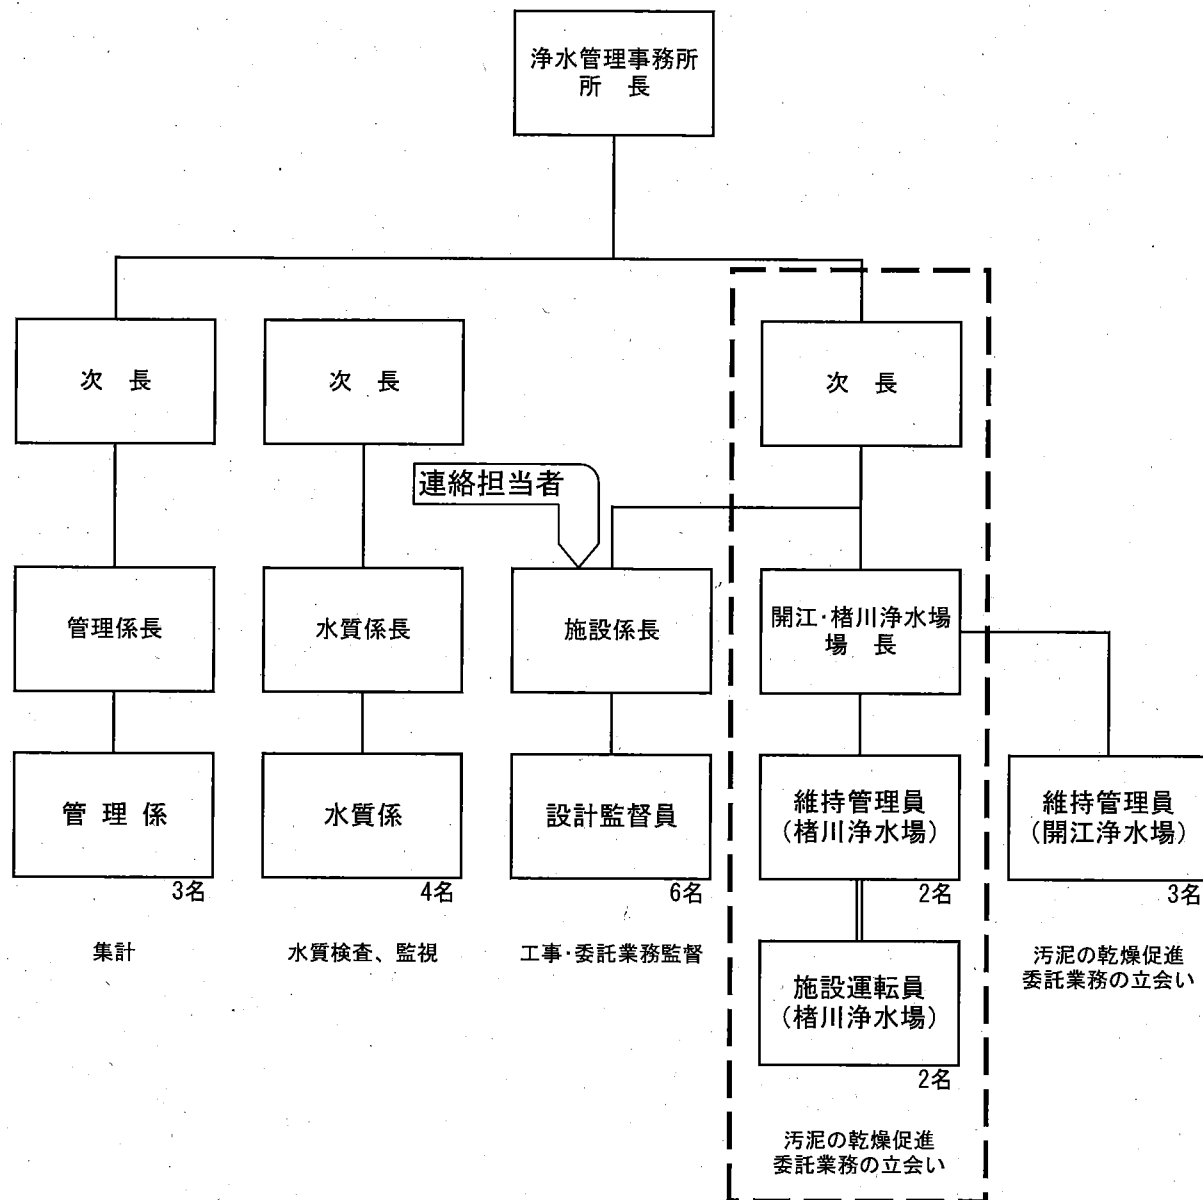 浄水管理事務所
所　長
次　長
次　長
次　長
連絡担当者
管理係長
水質係長
施設係長
開江・楮川浄水場
場　長
管 理 係
3名
水質係
4名
設計監督員
6名
維持管理員
(楮川浄水場)
2名
維持管理員
(開江浄水場)
3名
集計
水質検査、監視
工事・委託業務監督
汚泥の乾燥促進
委託業務の立会い
施設運転員
(楮川浄水場)
2名
汚泥の乾燥促進
委託業務の立会い